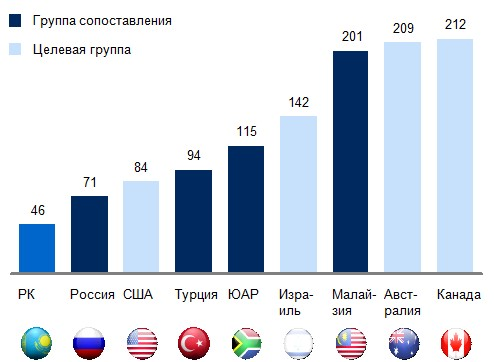 Группа сопоставления
Целевая группа
46
71
84
94
115
142
201
209
212
РК
Россия
США
Турция
ЮАР
Изра-
иль
Малай-
зия
Авст-
ралия
Канада